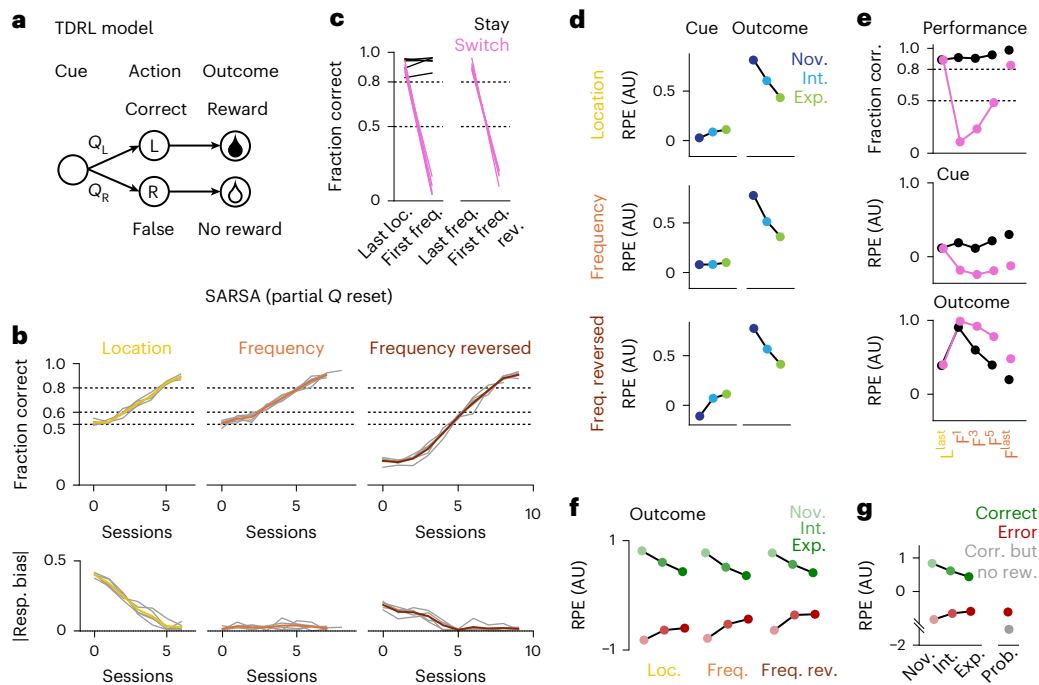 a
TDRL model
Cue
Action
Outcome
Correct
Reward
Q_L
L
Q_R
R
False
No reward
SARSA (partial Q reset)
b
Location
Frequency
Frequency reversed
Fraction correct
1.0
0.8
0.6
0.5
0
0
5
0
5
0
5
10
Sessions
Sessions
Sessions
|Resp. bias|
0.5
0
0
5
0
5
0
5
10
Sessions
Sessions
Sessions
c
Stay
Switch
Fraction correct
1.0
0.8
0.5
0
Last loc.
First freq.
Last freq.
First freq.
rev.
d
Cue
Outcome
Nov.
Int.
Exp.
Location
RPE (AU)
0.5
0
Frequency
RPE (AU)
0.5
0
Freq. reversed
RPE (AU)
0.5
0
e
Performance
Fraction corr.
1.0
0.8
0.5
0
Cue
RPE (AU)
1.0
0
Outcome
RPE (AU)
1.0
0
L^last
F^1
F^3
F^5
F^last
f
Outcome
Nov.
Int.
Exp.
RPE (AU)
1
−1
Loc.
Freq.
Freq. rev.
g
Correct
Error
Corr. but
no rew.
RPE (AU)
1
0
−2
Nov.
Int.
Exp.
Prob.